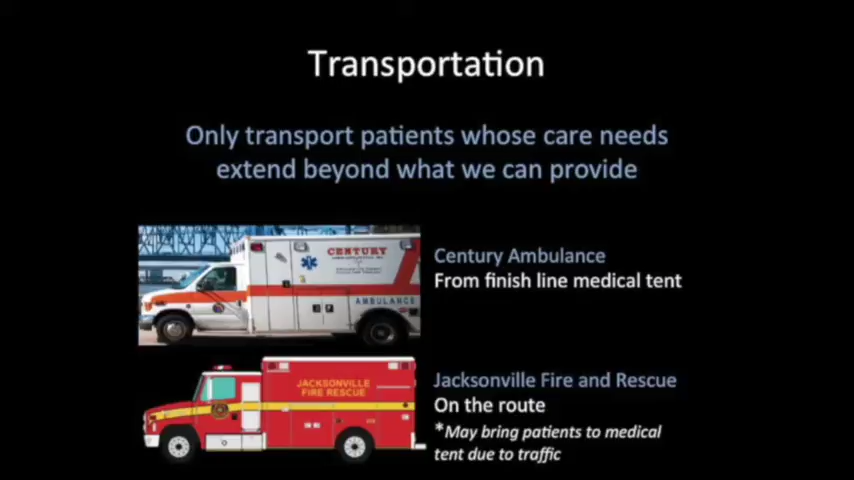 Transportation
Only transport patients whose care needs
extend beyond what we can provide
CENTURY
AMBULANCE
Century Ambulance
From finish line medical tent
JACKSONVILLE
FIRE RESCUE
Jacksonville Fire and Rescue
On the route
*May bring patients to medical
tent due to traffic